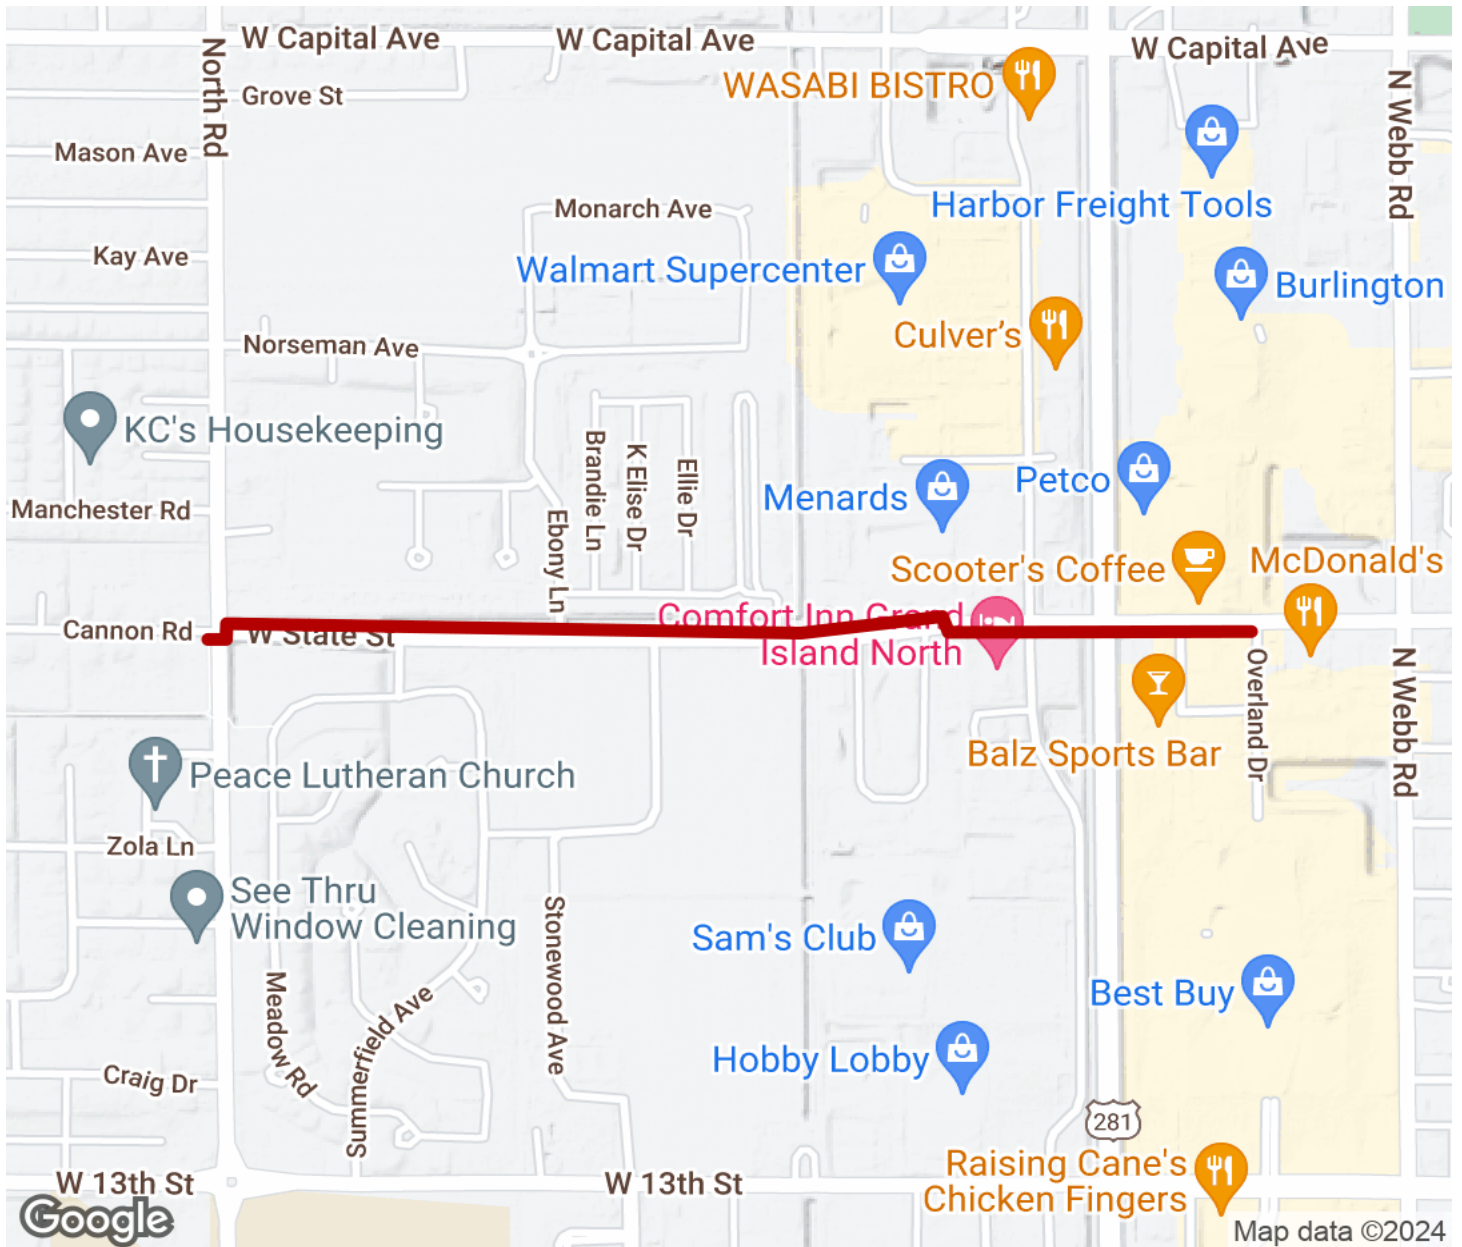 W Capital Ave
W Capital Ave
W Capital Ave
North Rd
Grove St
WASABI BISTRO
N Webb Rd
Mason Ave
Harbor Freight Tools
Monarch Ave
Kay Ave
Walmart Supercenter
Burlington
Culver's
Norseman Ave
KC's Housekeeping
Brandie Ln
K Elise Dr
Ellie Dr
Menards
Petco
Manchester Rd
Ebony Ln
Scooter's Coffee
McDonald's
Comfort Inn Grand
Island North
Cannon Rd
W State St
Overland Dr
N Webb Rd
Balz Sports Bar
Peace Lutheran Church
Zola Ln
See Thru
Window Cleaning
Stonewood Ave
Sam's Club
Best Buy
Meadow Rd
Summerfield Ave
Hobby Lobby
Craig Dr
281
W 13th St
W 13th St
Raising Cane's
Chicken Fingers
Google
Map data ©2024